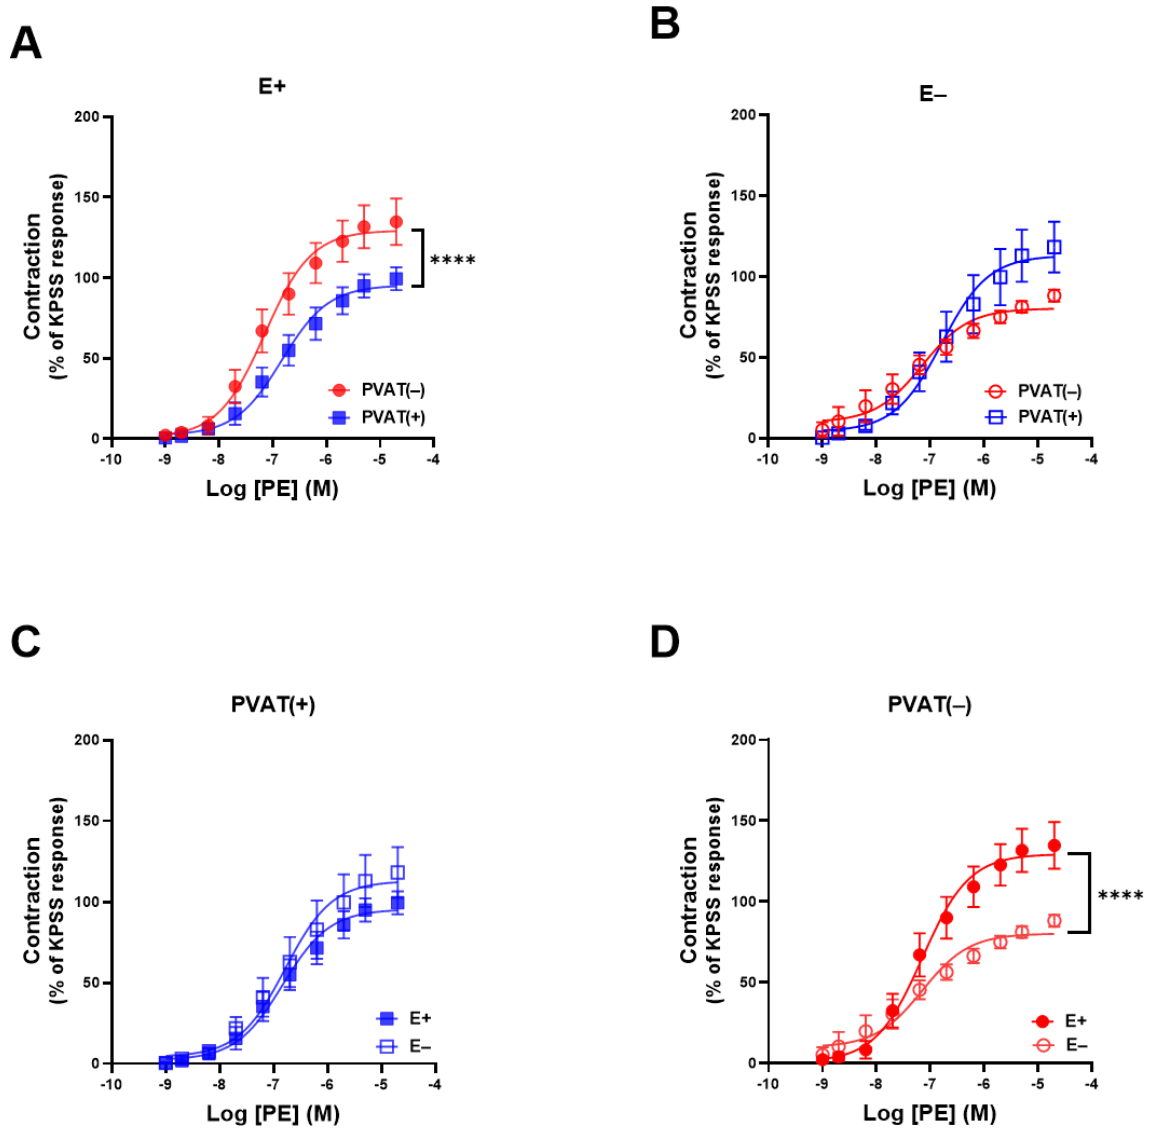 A
E+
200
150
100
50
0
Contraction
(% of KPSS response)
****
PVAT(–)
PVAT(+)
-10 -9 -8 -7 -6 -5 -4
Log [PE] (M)
B
E–
200
150
100
50
0
Contraction
(% of KPSS response)
PVAT(–)
PVAT(+)
-10 -9 -8 -7 -6 -5 -4
Log [PE] (M)
C
PVAT(+)
200
150
100
50
0
Contraction
(% of KPSS response)
E+
E–
-10 -9 -8 -7 -6 -5 -4
Log [PE] (M)
D
PVAT(–)
200
150
100
50
0
Contraction
(% of KPSS response)
****
E+
E–
-10 -9 -8 -7 -6 -5 -4
Log [PE] (M)